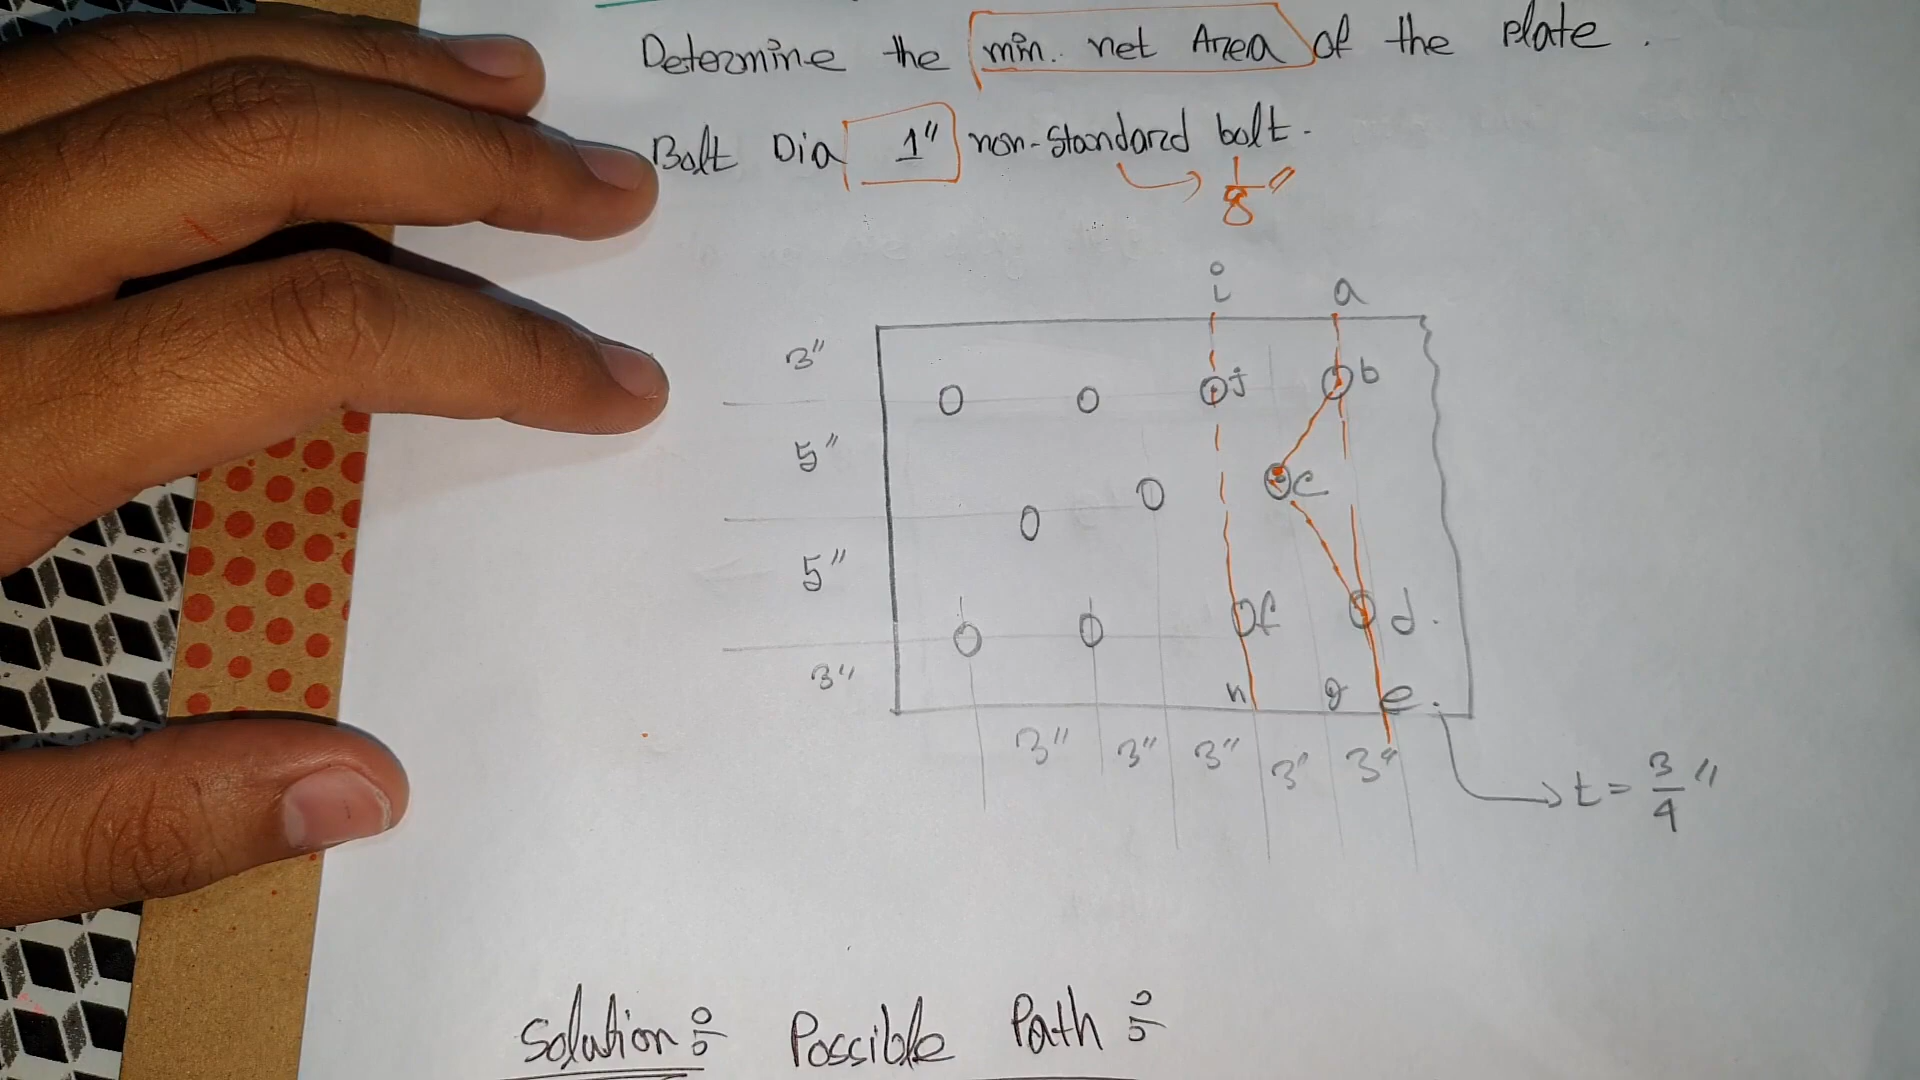 Determine the min. net Area of the plate.
Bolt Dia 1" non-standard bolt.
1/8"
i a
3"
j b
5"
c
5"
f d.
3"
n g e.
3" 3" 3" 3" 3"
t = 3/4"
Solution: Possible Path: